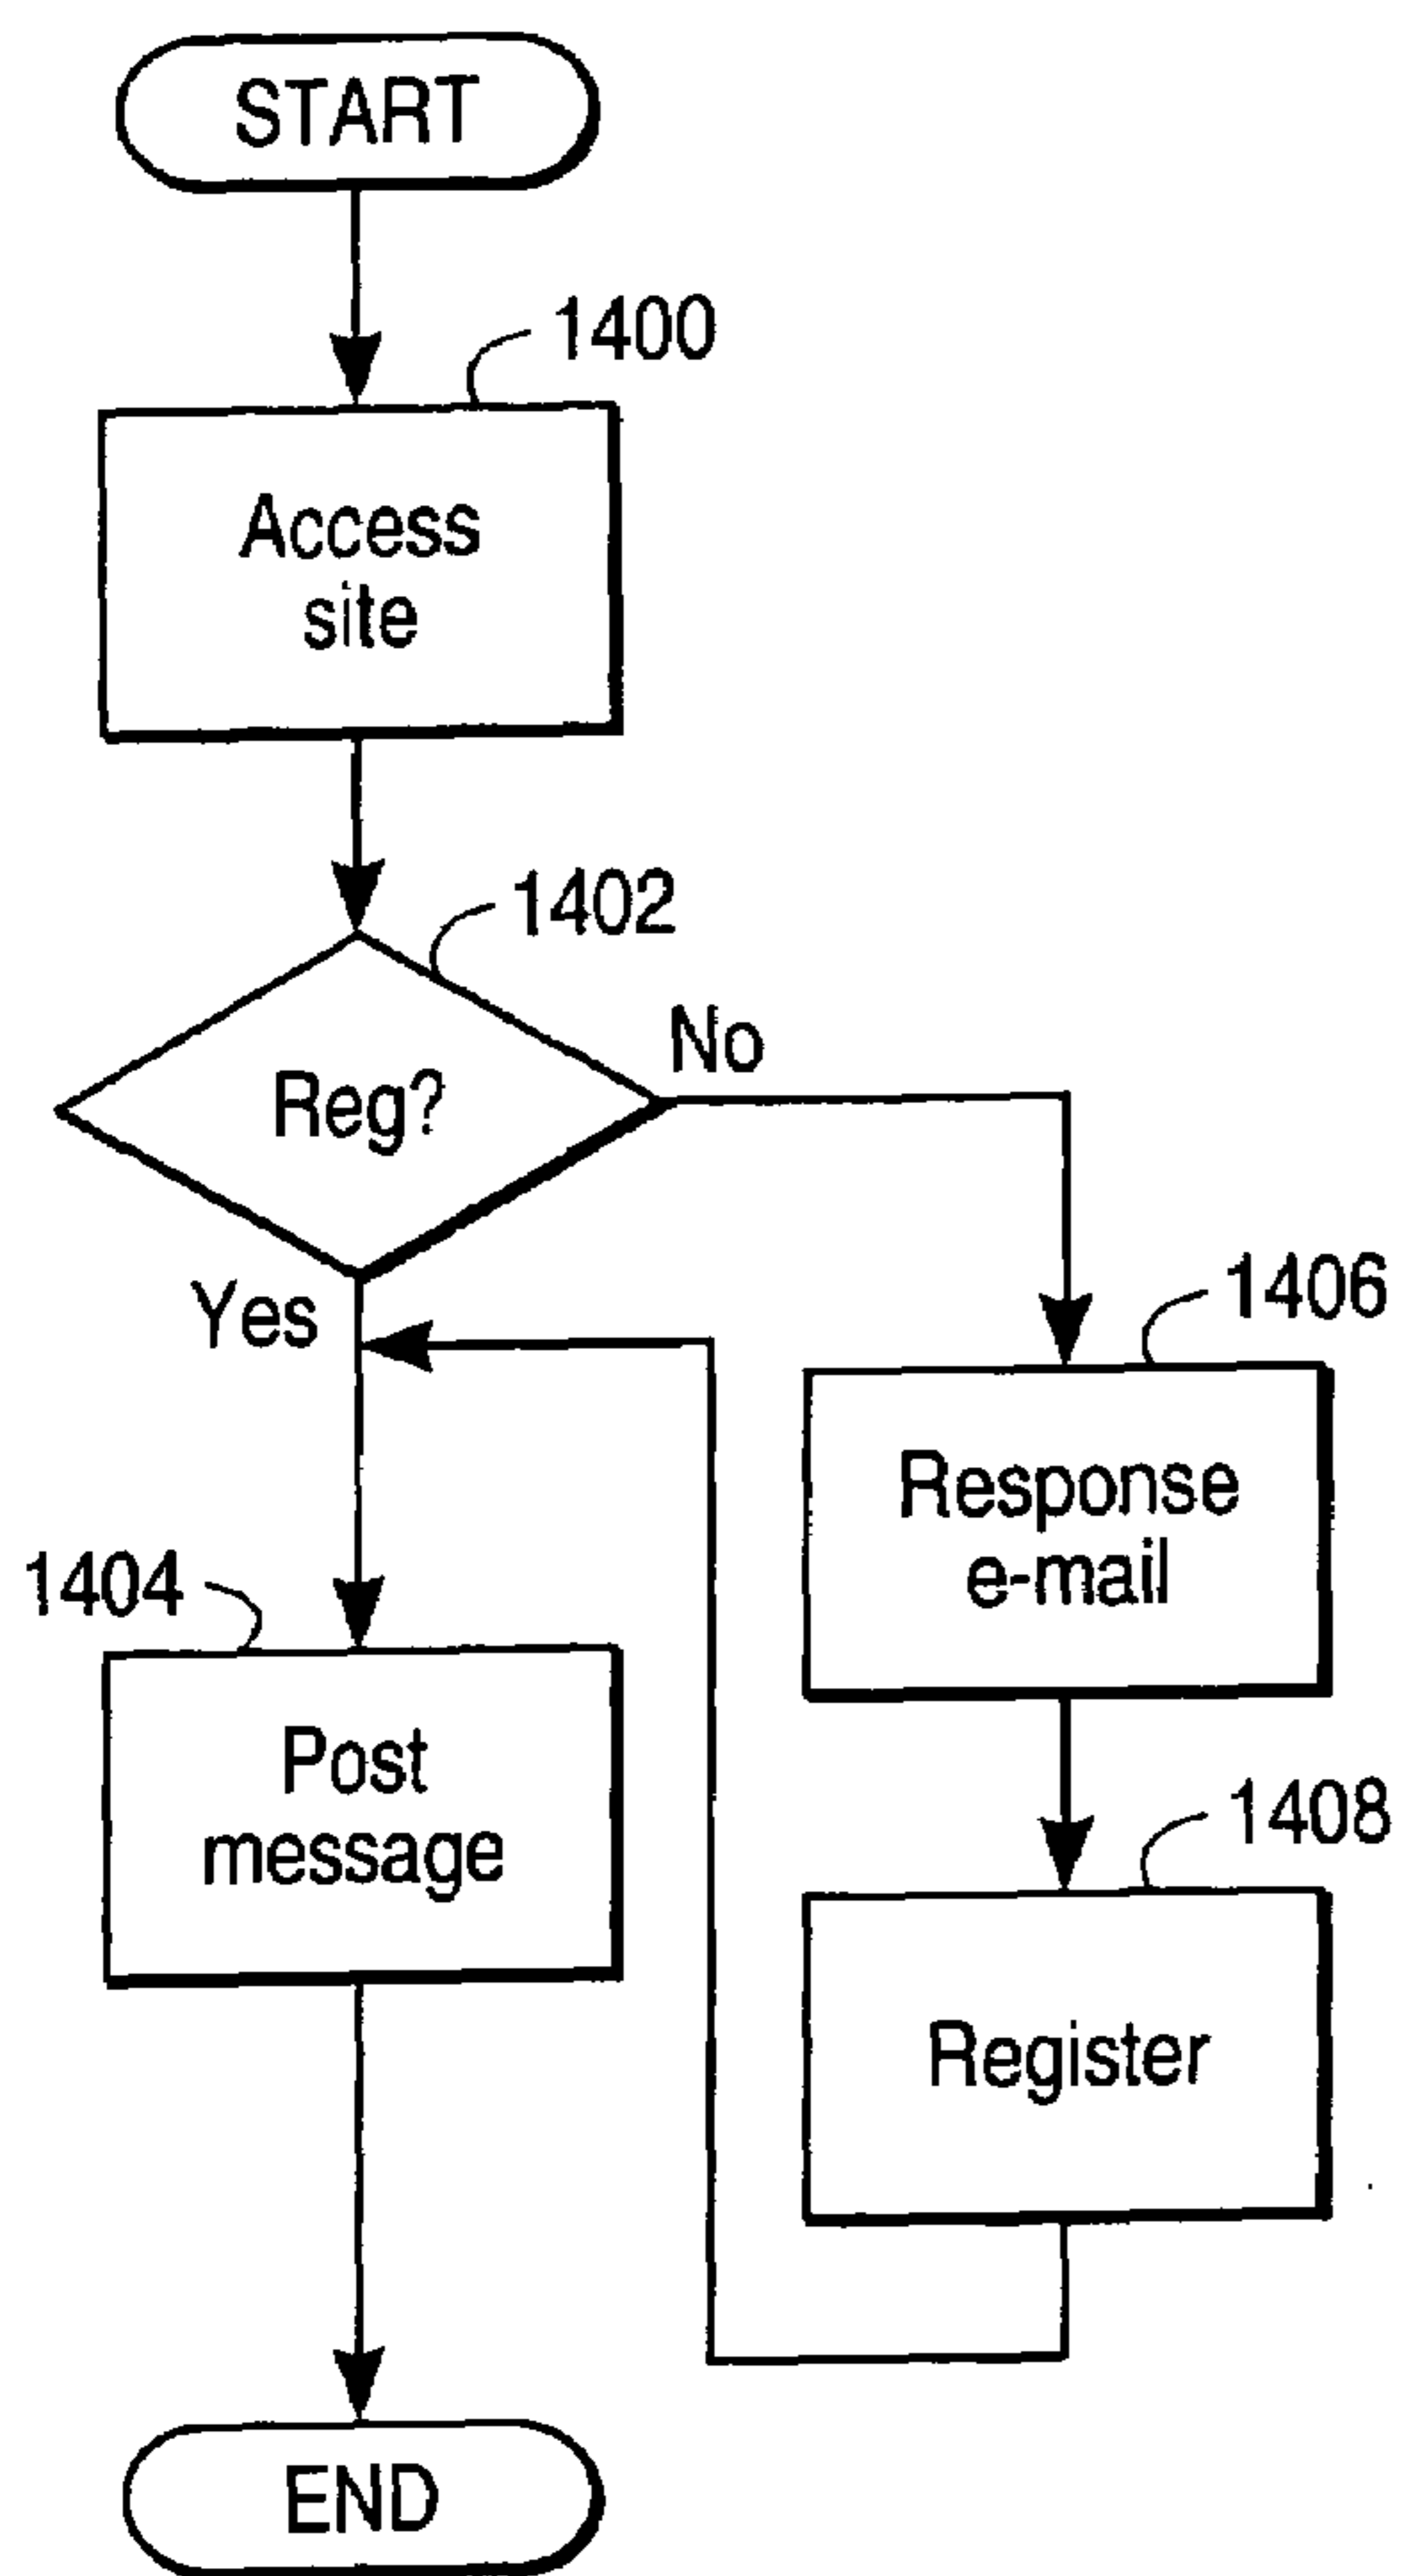 START
1400
Access
site
1402
No
Reg?
Yes
1406
Response
e-mail
1404
Post
message
1408
Register
END